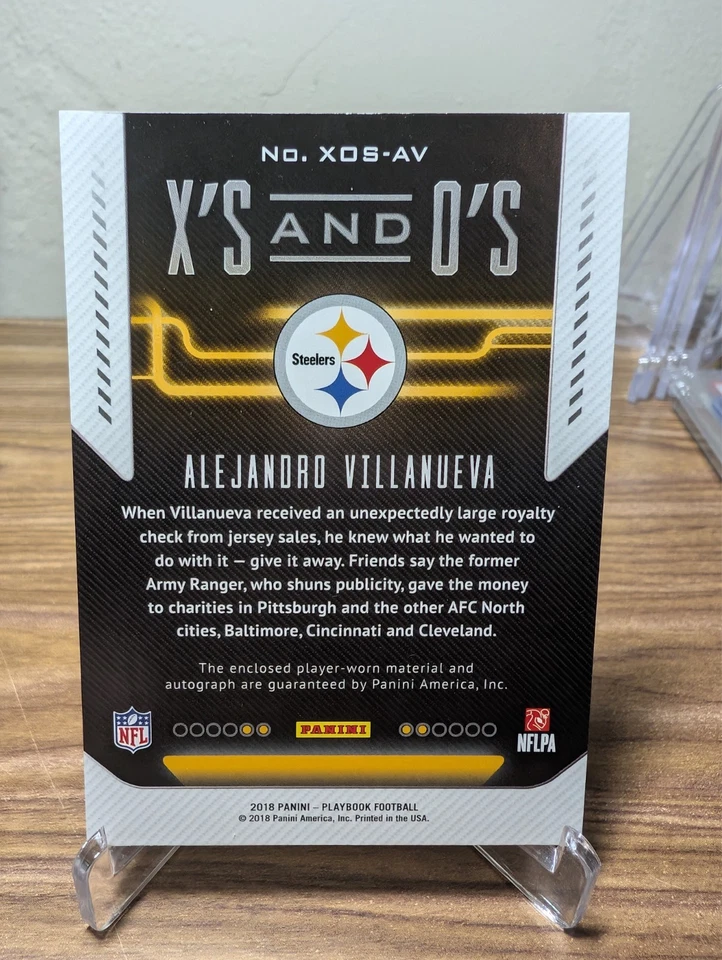 No. XOS-AV
X'S AND O'S
Steelers
ALEJANDRO VILLANUEVA
When Villanueva received an unexpectedly large royalty
check from jersey sales, he knew what he wanted to
do with it — give it away. Friends say the former
Army Ranger, who shuns publicity, gave the money
to charities in Pittsburgh and the other AFC North
cities, Baltimore, Cincinnati and Cleveland.
The enclosed player-worn material and
autograph are guaranteed by Panini America, Inc.
NFL PANINI NFLPA
2018 PANINI – PLAYBOOK FOOTBALL
© 2018 Panini America, Inc. Printed in the USA.